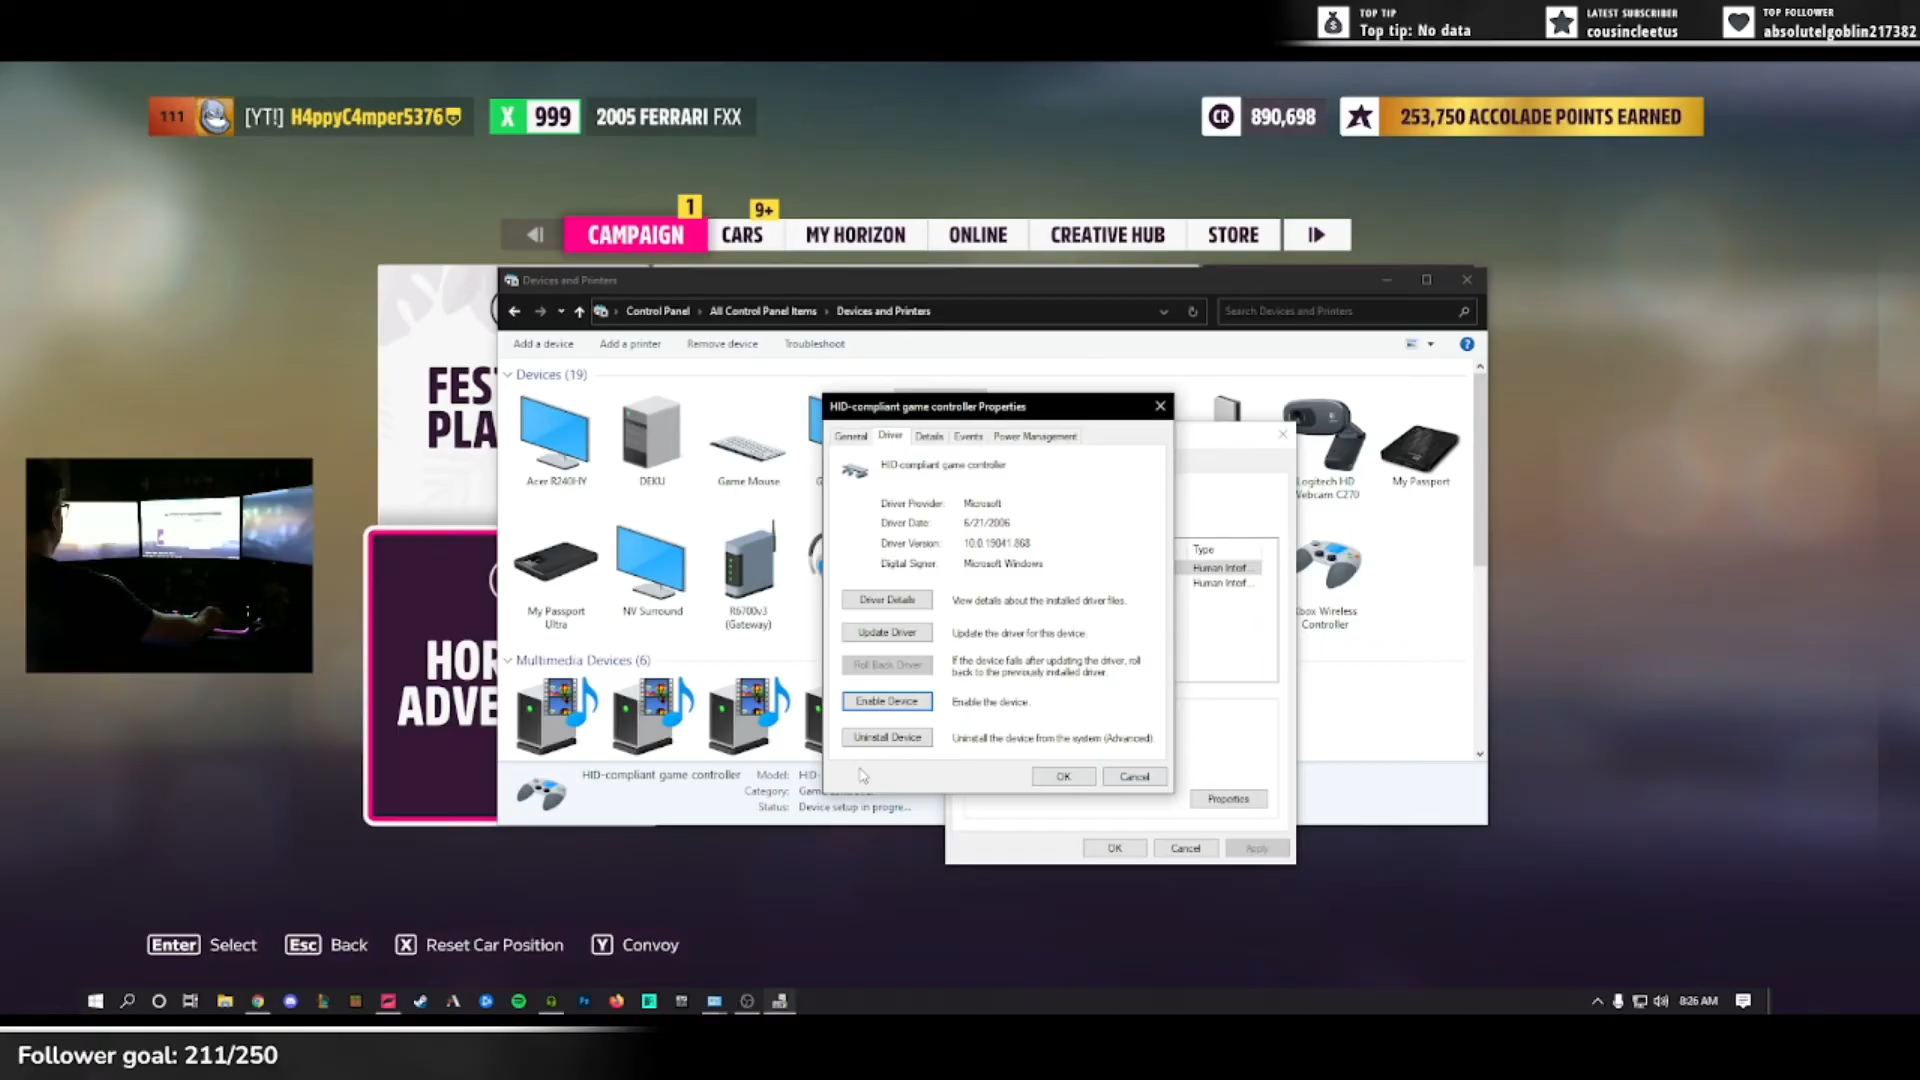 TOP TIP
Top tip: No data
LATEST SUBSCRIBER
cousincleetus
TOP FOLLOWER
absolutelgoblin217382
111
[YT!] H4ppyC4mper5376
X 999
2005 FERRARI FXX
CR 890,698
253,750 ACCOLADE POINTS EARNED
1
9+
CAMPAIGN
CARS
MY HORIZON
ONLINE
CREATIVE HUB
STORE
FES
PLA
HOR
ADVE
Devices and Printers
Control Panel
All Control Panel Items
Devices and Printers
Search Devices and Printers
Add a device
Add a printer
Remove device
Troubleshoot
Devices (19)
Acer R240HY
DEKU
Game Mouse
Logitech HD
Webcam C270
My Passport
My Passport
Ultra
NV Surround
R6700v3
(Gateway)
Xbox Wireless
Controller
Multimedia Devices (6)
HID-compliant game controller
Model: HID-
Category:
Status: Device setup in progre...
HID-compliant game controller Properties
General
Driver
Details
Events
Power Management
HID-compliant game controller
Driver Provider: Microsoft
Driver Date: 6/21/2006
Driver Version: 10.0.19041.868
Digital Signer: Microsoft Windows
Driver Details
View details about the installed driver files.
Update Driver
Update the driver for this device.
Roll Back Driver
If the device fails after updating the driver, roll
back to the previously installed driver.
Enable Device
Enable the device.
Uninstall Device
Uninstall the device from the system (Advanced).
OK
Cancel
Type
Human Interf...
Human Interf...
Properties
OK
Cancel
Apply
Enter Select
Esc Back
X Reset Car Position
Y Convoy
8:26 AM
Follower goal: 211/250